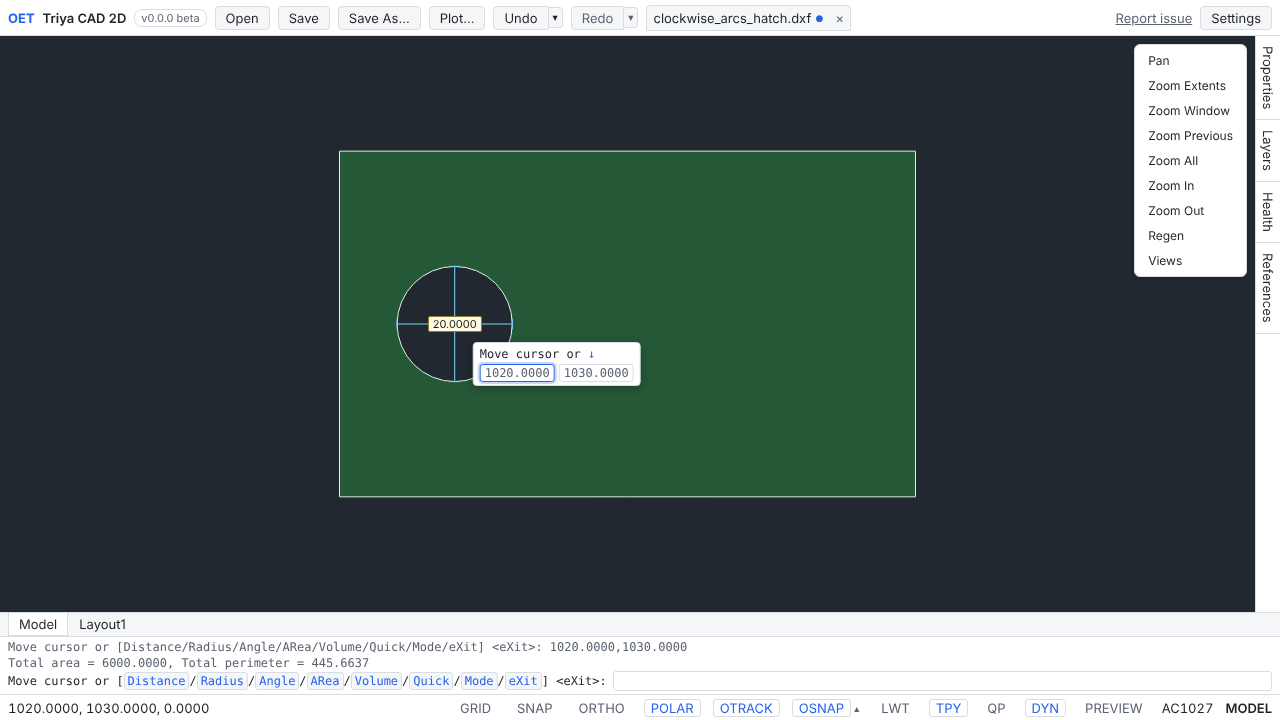 OET Triya CAD 2D v0.0.0 beta Open Save Save As... Plot... Undo ▾ Redo ▾ clockwise_arcs_hatch.dxf ● × Report issue Settings
Pan
Zoom Extents
Zoom Window
Zoom Previous
Zoom All
Zoom In
Zoom Out
Regen
Views
Properties
Layers
Health
References
20.0000
Move cursor or ↓
1020.0000 1030.0000
Model Layout1
Move cursor or [Distance/Radius/Angle/ARea/Volume/Quick/Mode/eXit] <eXit>: 1020.0000,1030.0000
Total area = 6000.0000, Total perimeter = 445.6637
Move cursor or [Distance/Radius/Angle/ARea/Volume/Quick/Mode/eXit] <eXit>:
1020.0000, 1030.0000, 0.0000 GRID SNAP ORTHO POLAR OTRACK OSNAP ▴ LWT TPY QP DYN PREVIEW AC1027 MODEL